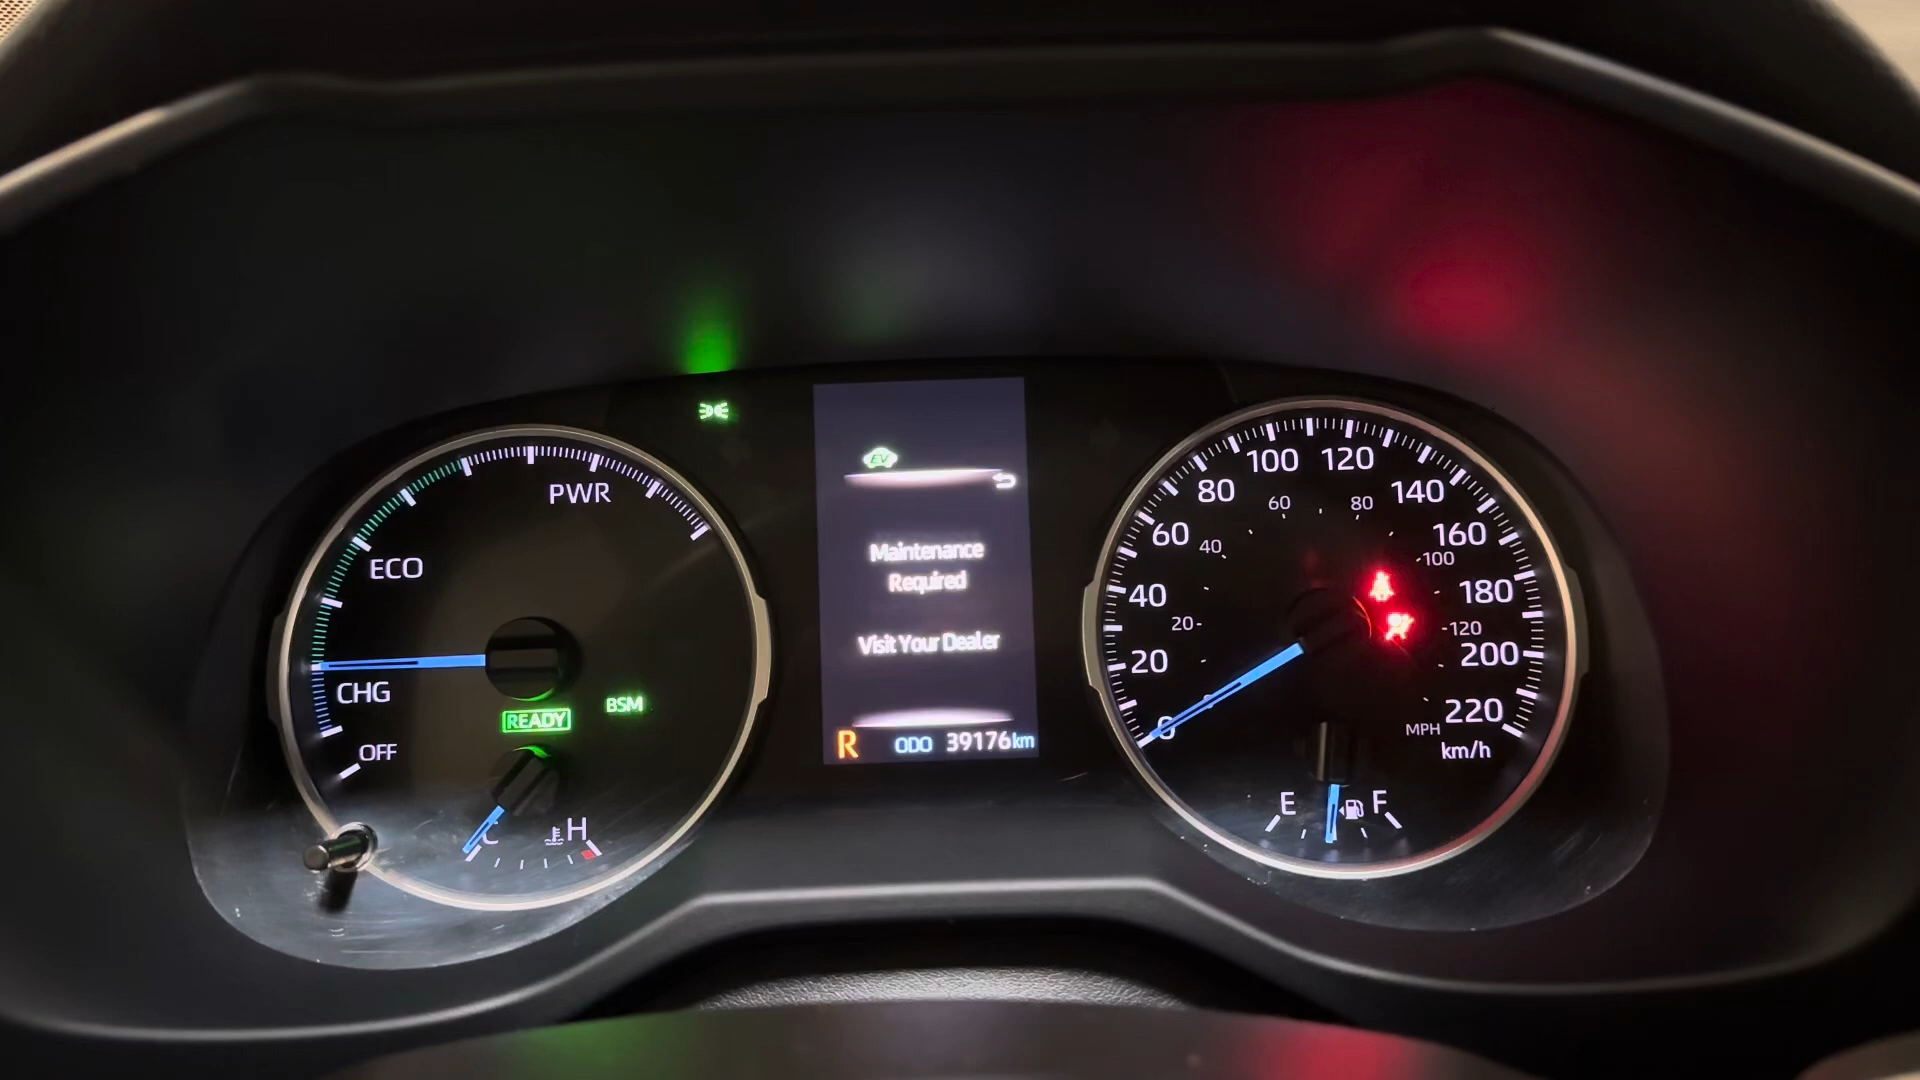 PWR
ECO
CHG
OFF
READY
BSM
C
H
EV
Maintenance
Required
Visit Your Dealer
R ODO 39176km
0
20
40
60
80
100
120
140
160
180
200
220
20
40
60
80
100
120
MPH
km/h
E
F